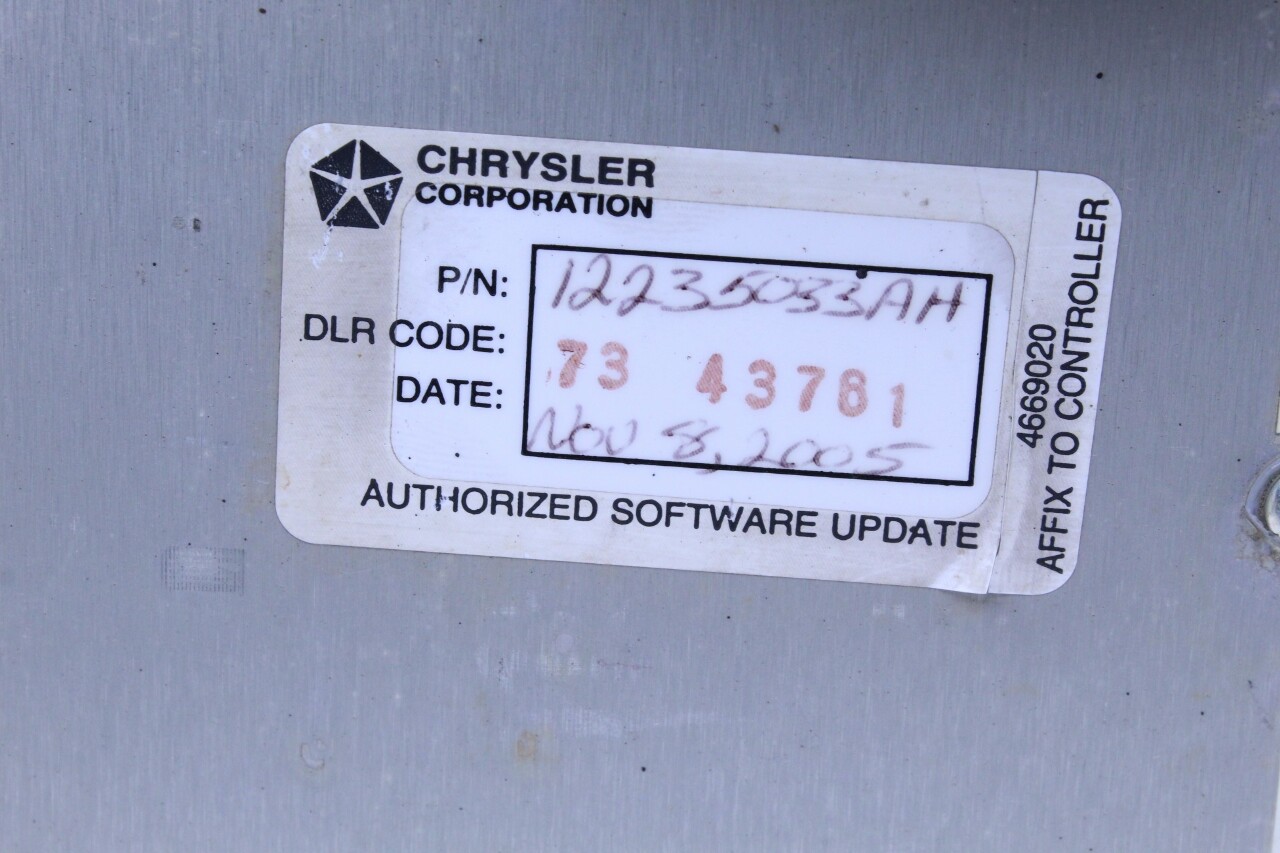 CHRYSLER
CORPORATION
P/N: 12235033AH
DLR CODE: 73 43781
DATE: NOV 8, 2005
AUTHORIZED SOFTWARE UPDATE
4669020
AFFIX TO CONTROLLER